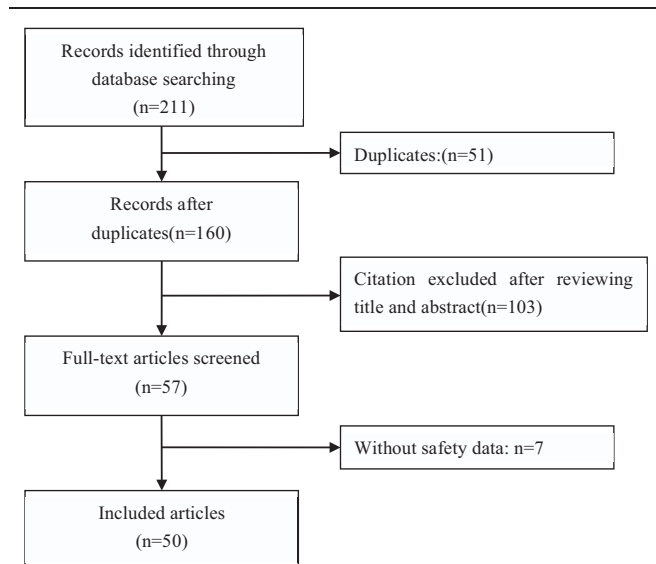 Records identified through
database searching
(n=211)
Duplicates:(n=51)
Records after
duplicates(n=160)
Citation excluded after reviewing
title and abstract(n=103)
Full-text articles screened
(n=57)
Without safety data: n=7
Included articles
(n=50)